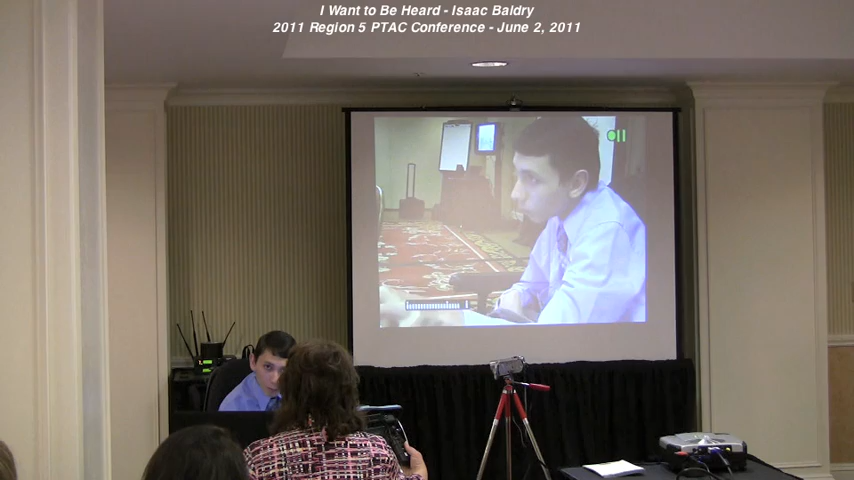 I Want to Be Heard - Isaac Baldry
2011 Region 5 PTAC Conference - June 2, 2011